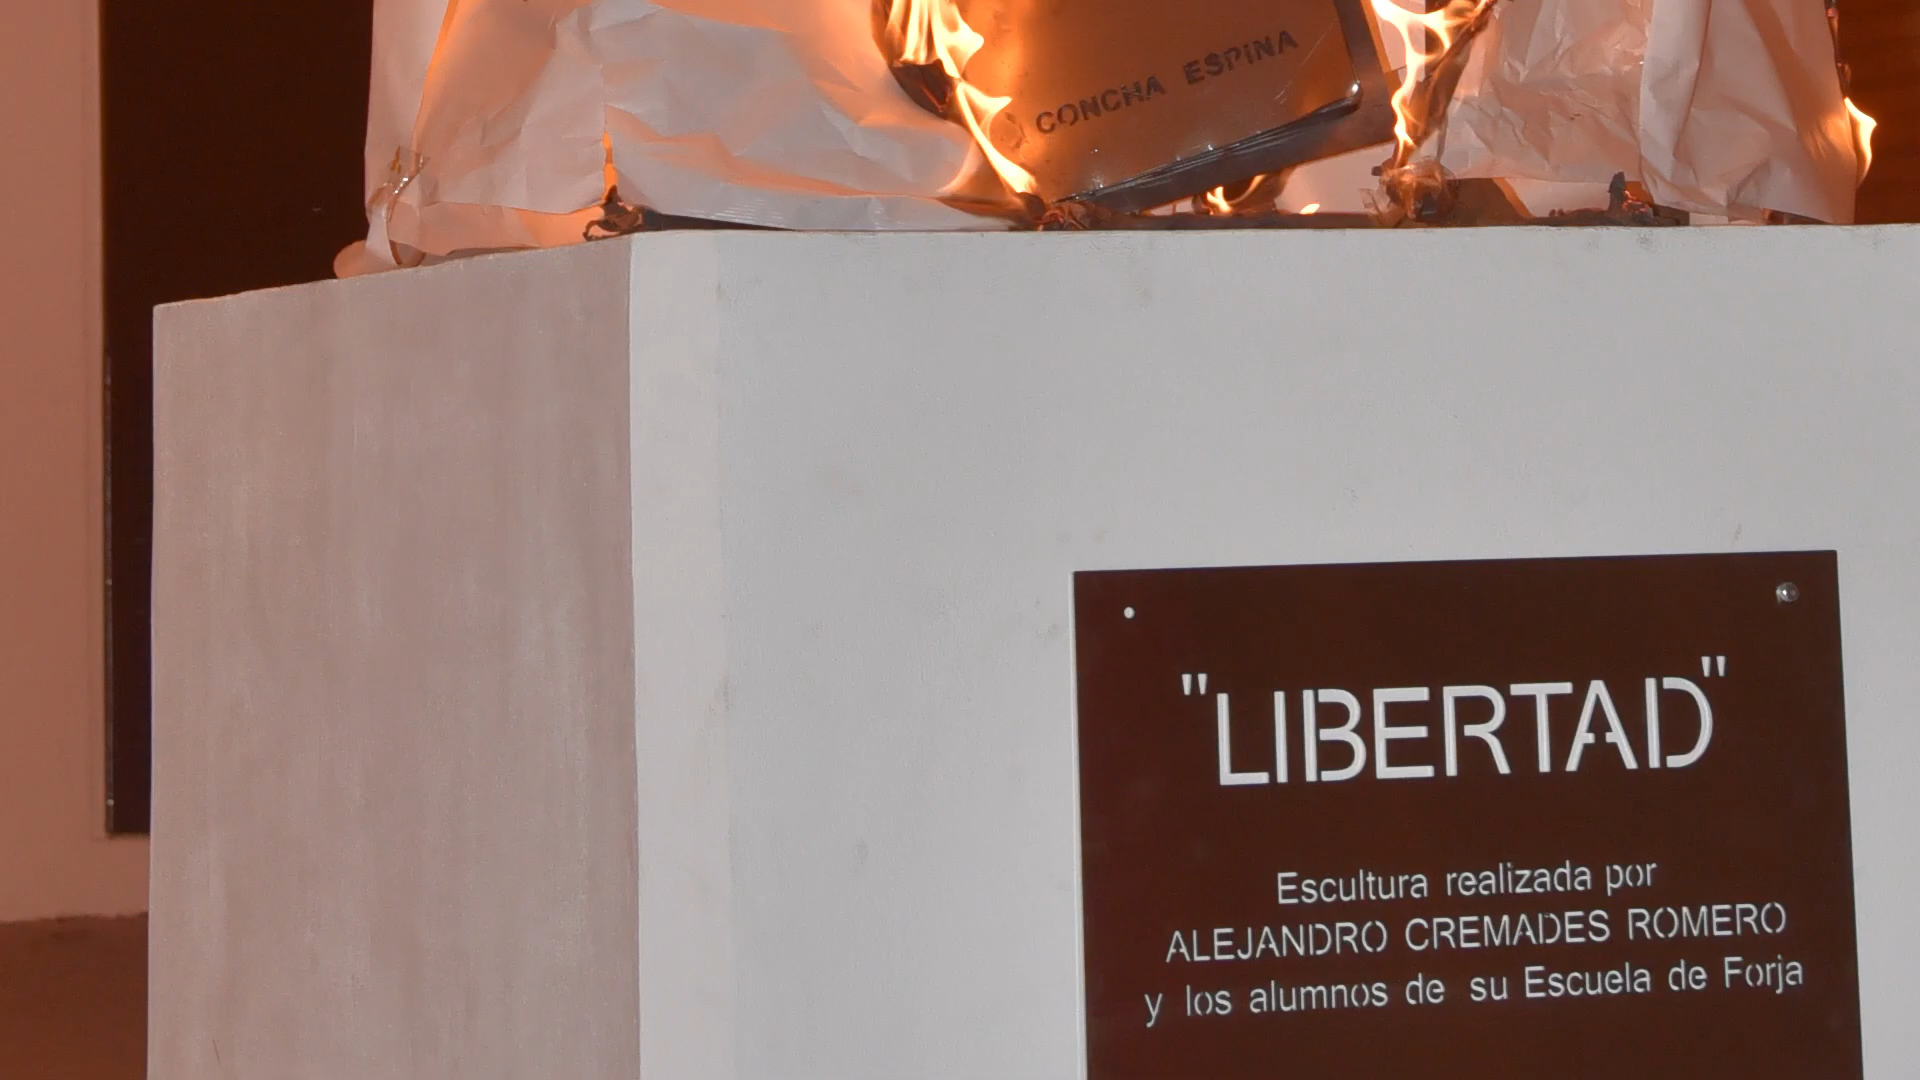 CONCHA ESPINA
"LIBERTAD"
Escultura realizada por
ALEJANDRO CREMADES ROMERO
y los alumnos de su Escuela de Forja